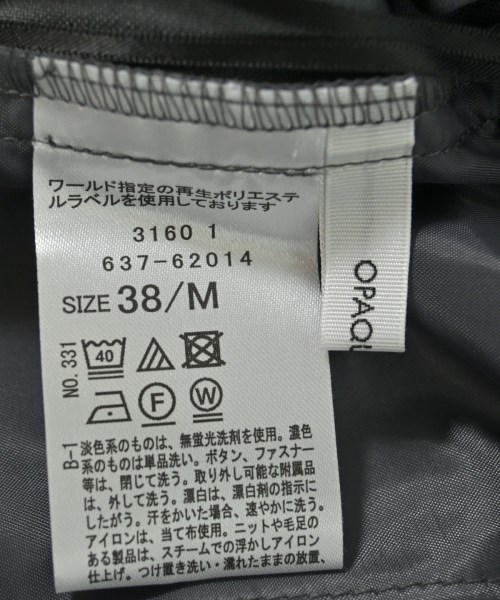 ワールド指定の再生ポリエステ
ルラベルを使用しております
3160 1
637-62014
SIZE 38/M
OPAQU
NO. 331
40
F
W
B-1
淡色系のものは、無蛍光洗剤を使用。濃色
系のものは単品洗い。ボタン、ファスナー
等は、閉じて洗う。取り外し可能な附属品
は、外して洗う。漂白は、漂白剤の指示に
したがう。汗をかいた場合、速やかに洗う。
アイロンは、当て布使用。ニットや毛足の
ある製品は、スチームでの浮かしアイロン
仕上げ。つけ置き洗い・濡れたままの放置、